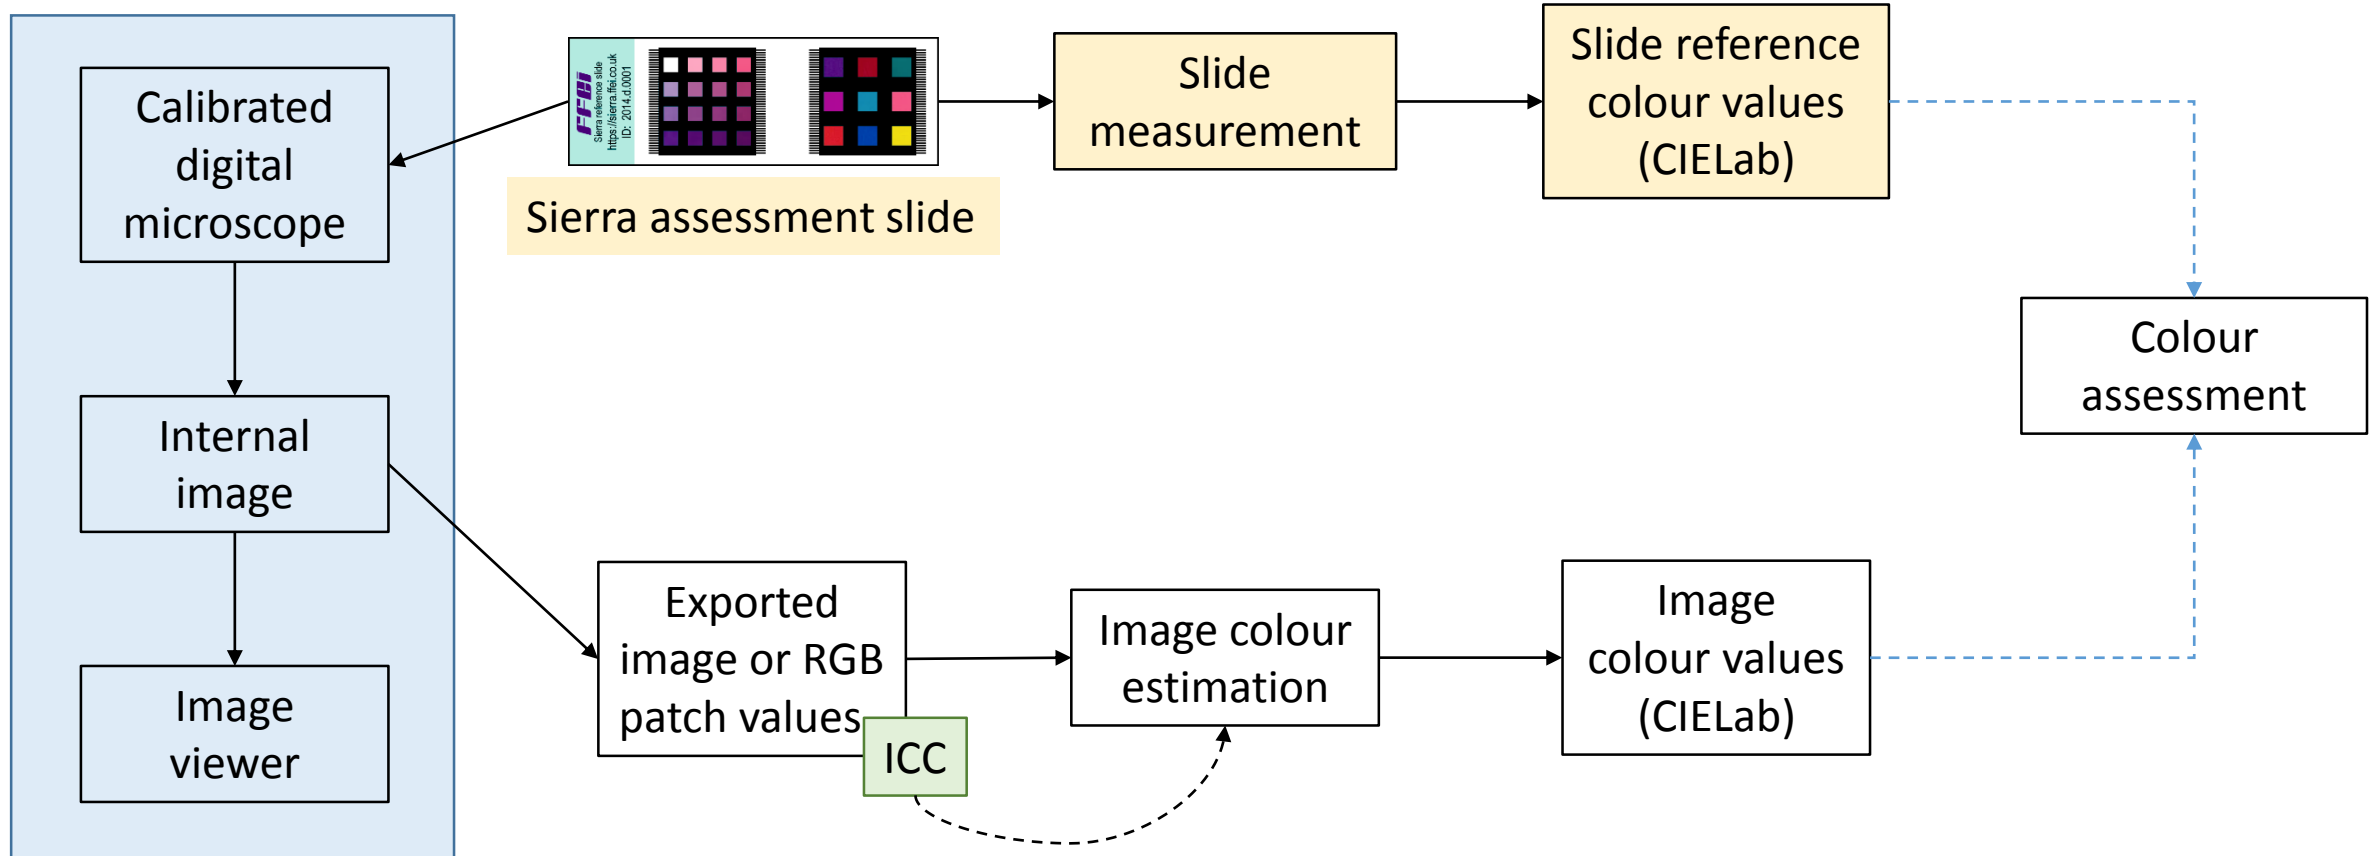 Calibrated
digital
microscope
FFEI
Sierra reference slide
https://sierra.ffei.co.uk
ID: 2014.d.0001
Sierra assessment slide
Slide
measurement
Slide reference
colour values
(CIELab)
Colour
assessment
Internal
image
Image
viewer
Exported
image or RGB
patch values
ICC
Image colour
estimation
Image
colour values
(CIELab)